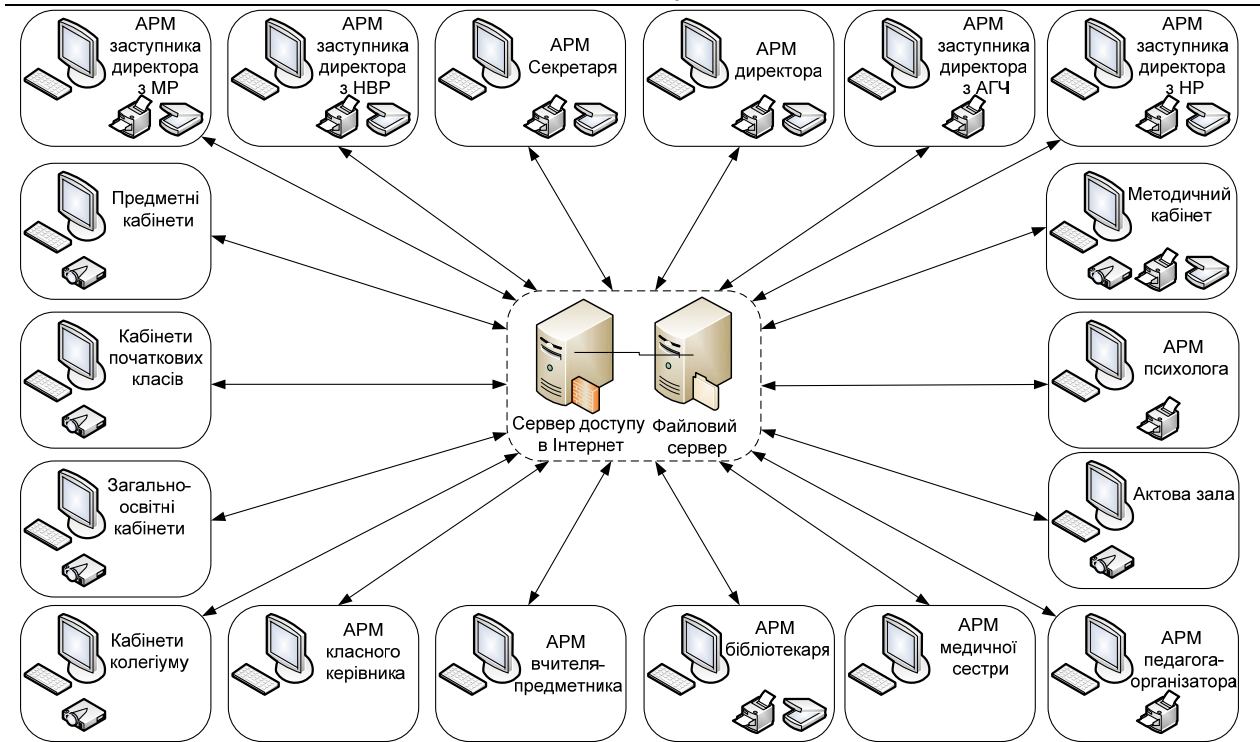 АРМ
заступника
директора
з МР
АРМ
заступника
директора
з НВР
АРМ
Секретаря
АРМ
директора
АРМ
заступника
директора
з АГЧ
АРМ
заступника
директора
з НР
Предметні
кабінети
Методичний
кабінет
Кабінети
початкових
класів
АРМ
психолога
Сервер доступу
в Інтернет
Файловий
сервер
Загально-
освітні
кабінети
Актова зала
Кабінети
колегіуму
АРМ
класного
керівника
АРМ
вчителя-
предметника
АРМ
бібліотекаря
АРМ
медичної
сестри
АРМ
педагога-
організатора